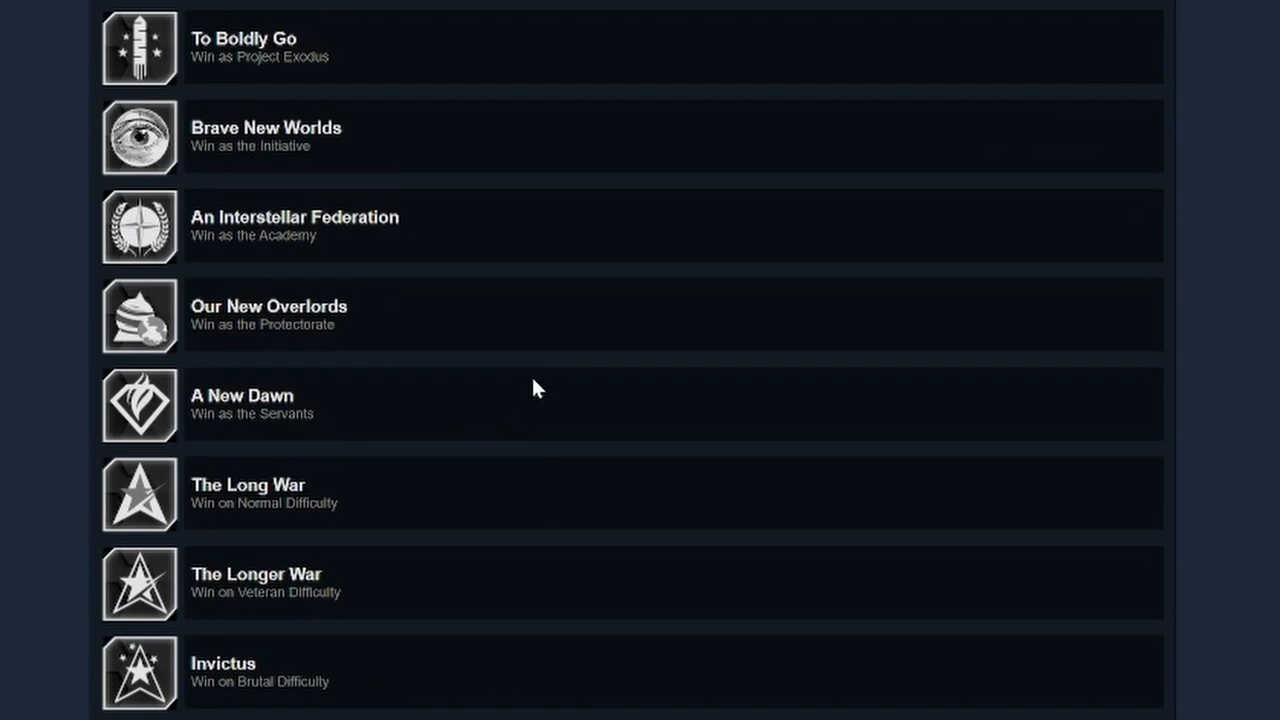 To Boldly Go
Win as Project Exodus
Brave New Worlds
Win as the Initiative
An Interstellar Federation
Win as the Academy
Our New Overlords
Win as the Protectorate
A New Dawn
Win as the Servants
The Long War
Win on Normal Difficulty
The Longer War
Win on Veteran Difficulty
Invictus
Win on Brutal Difficulty